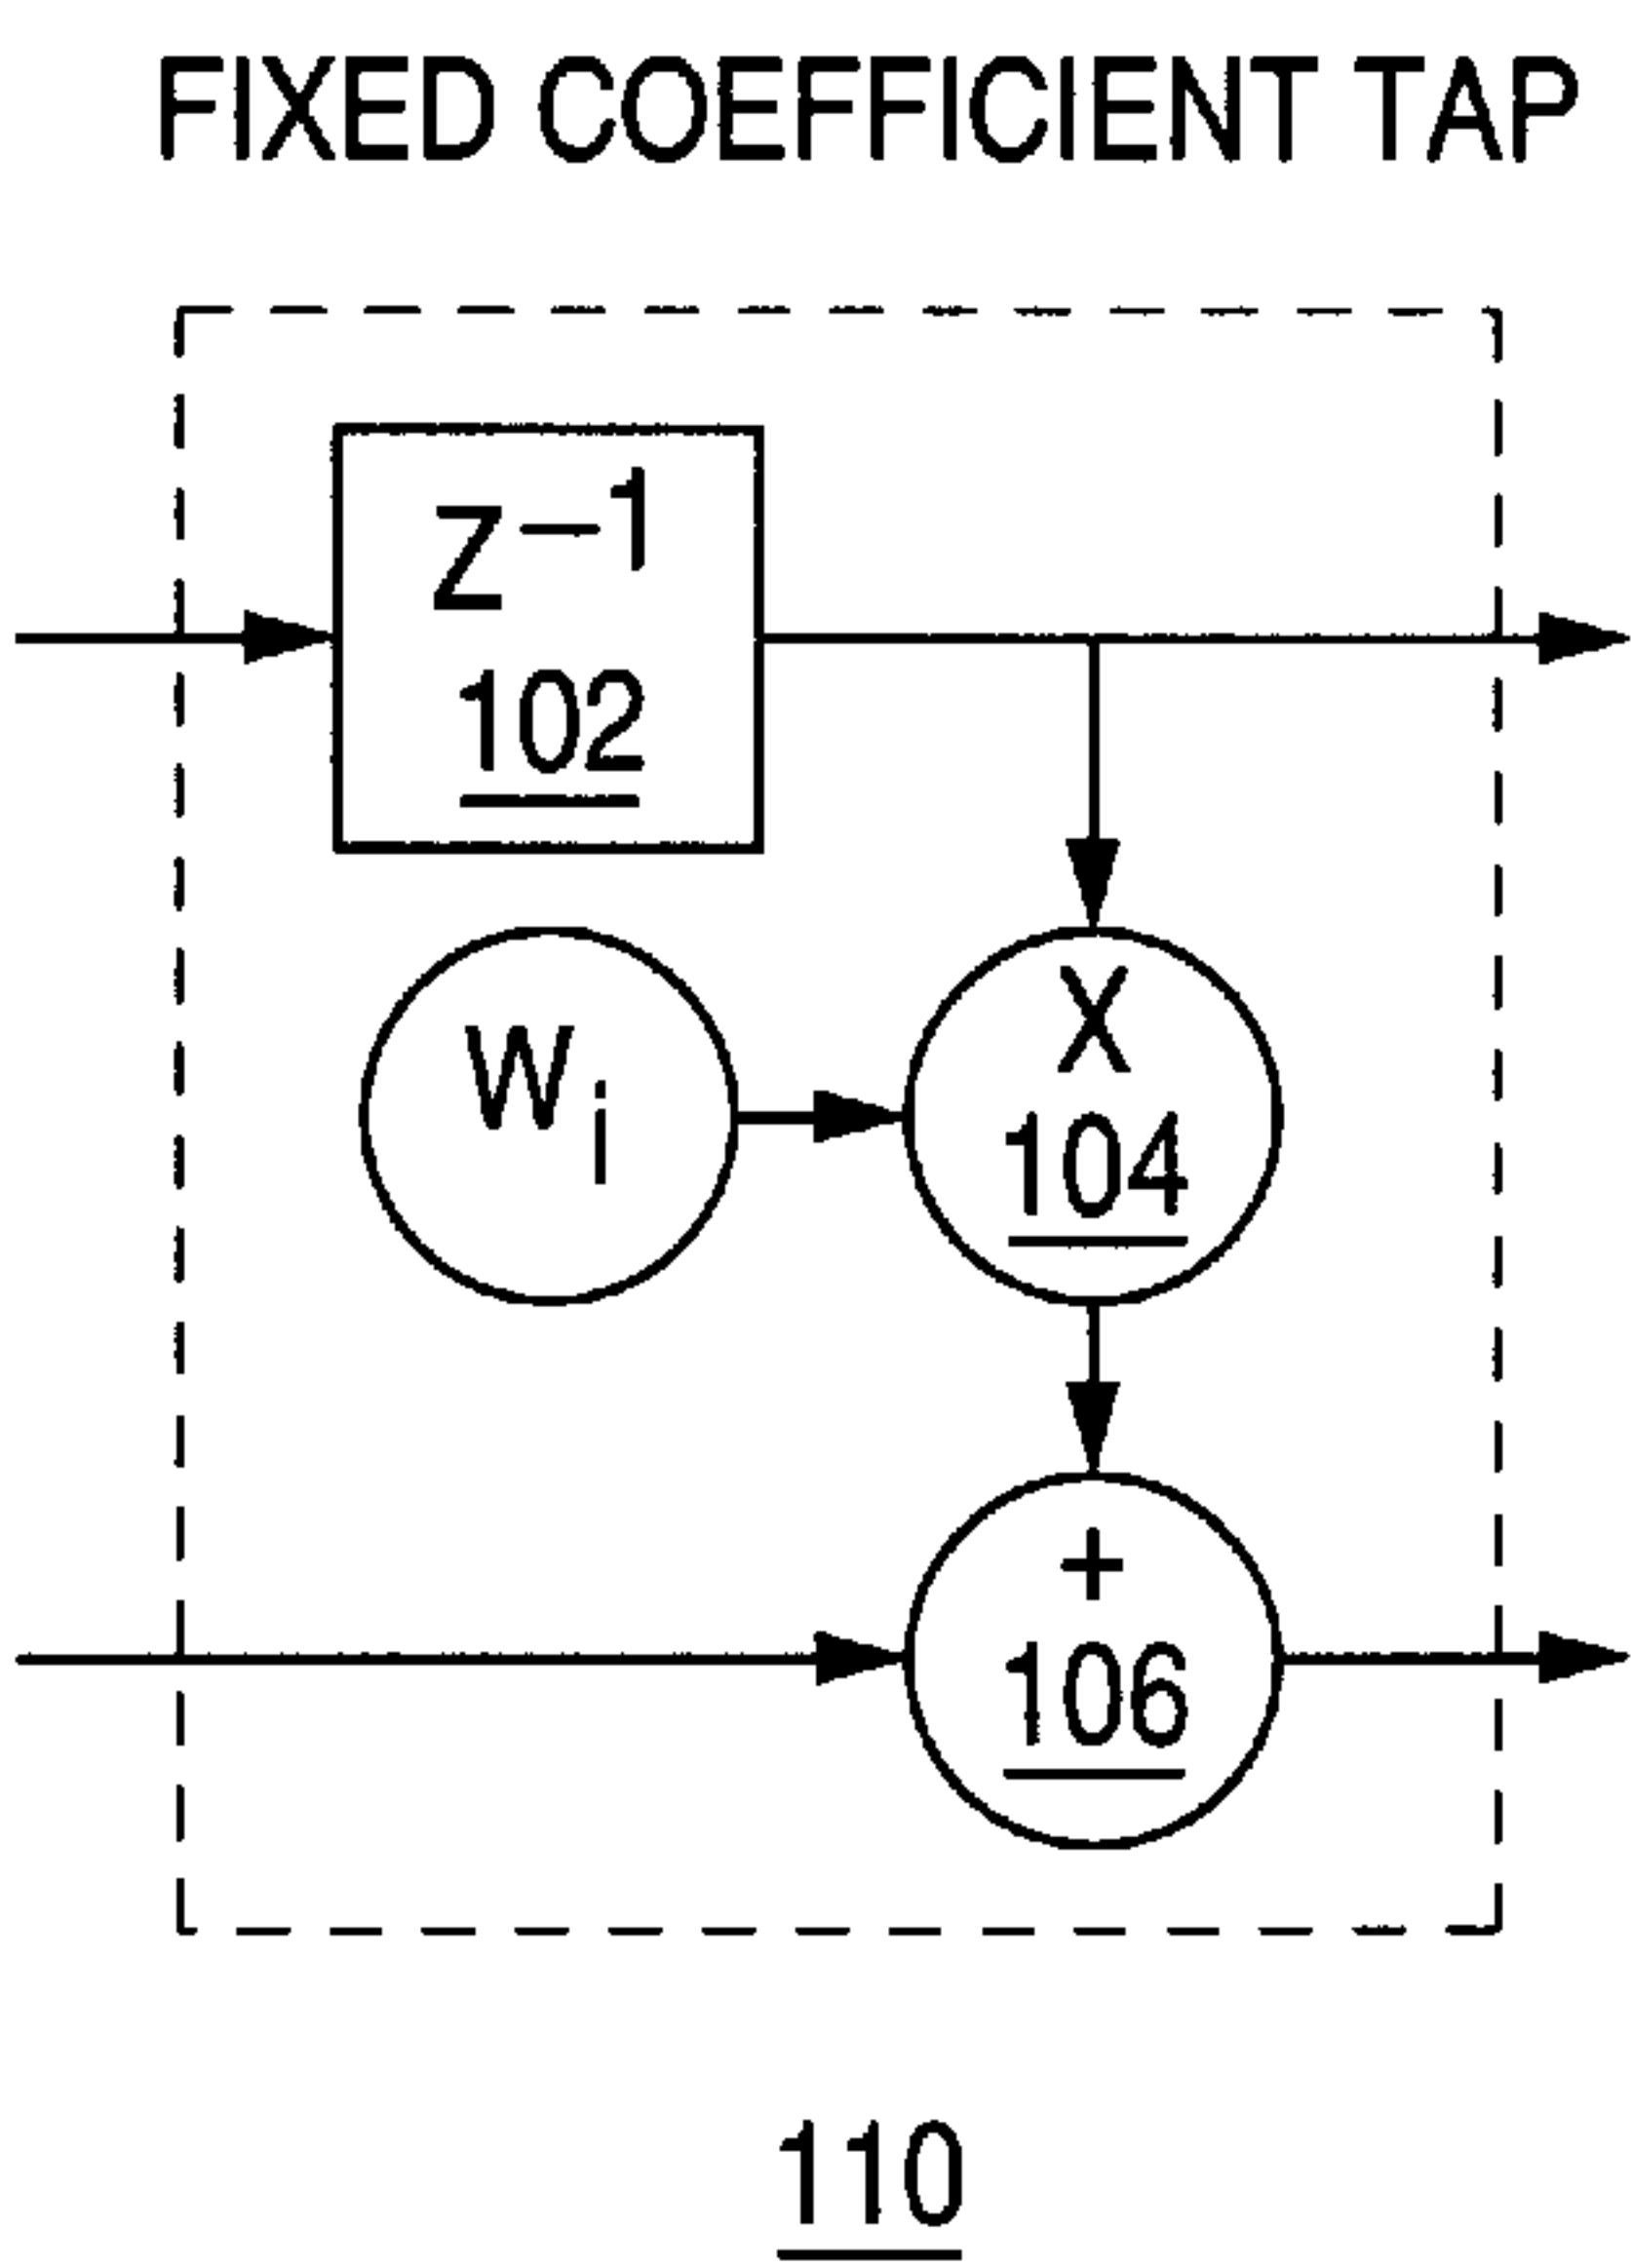 FIXED COEFFICIENT TAP
Z⁻¹
102
Wᵢ
X
104
+
106
110